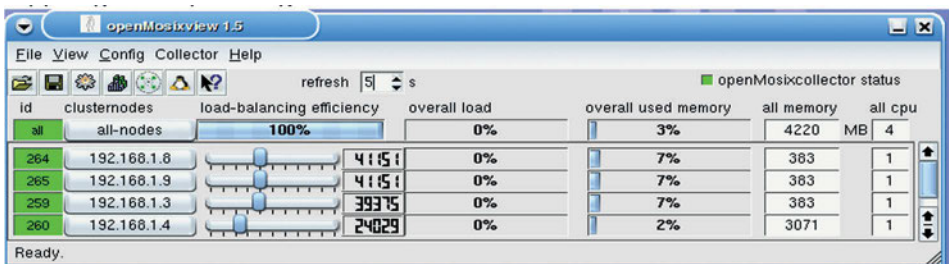 openMosixview 1.5
File View Config Collector Help
refresh 5 s openMosixcollector status
id clusternodes load-balancing efficiency overall load overall used memory all memory all cpu
all all-nodes 100% 0% 3% 4220 MB 4
264 192.168.1.8 41151 0% 7% 383 1
265 192.168.1.9 41151 0% 7% 383 1
259 192.168.1.3 39375 0% 7% 383 1
260 192.168.1.4 24029 0% 2% 3071 1
Ready.